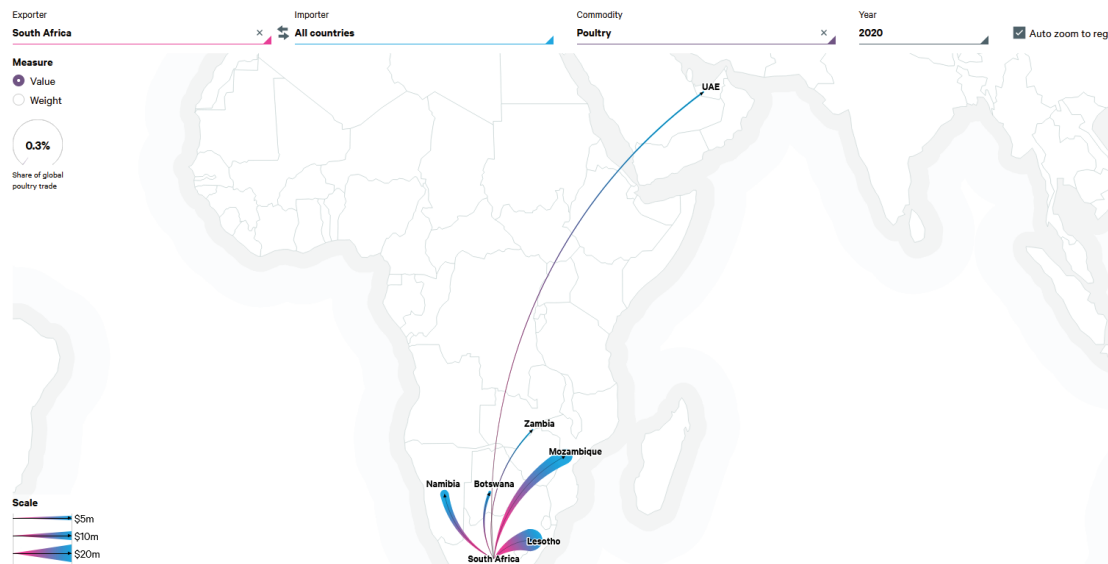 Exporter
South Africa ×
Importer
All countries
Commodity
Poultry ×
Year
2020
Auto zoom to reg
Measure
Value
Weight
0.3%
Share of global
poultry trade
UAE
Zambia
Mozambique
Namibia
Botswana
Lesotho
South Africa
Scale
$5m
$10m
$20m